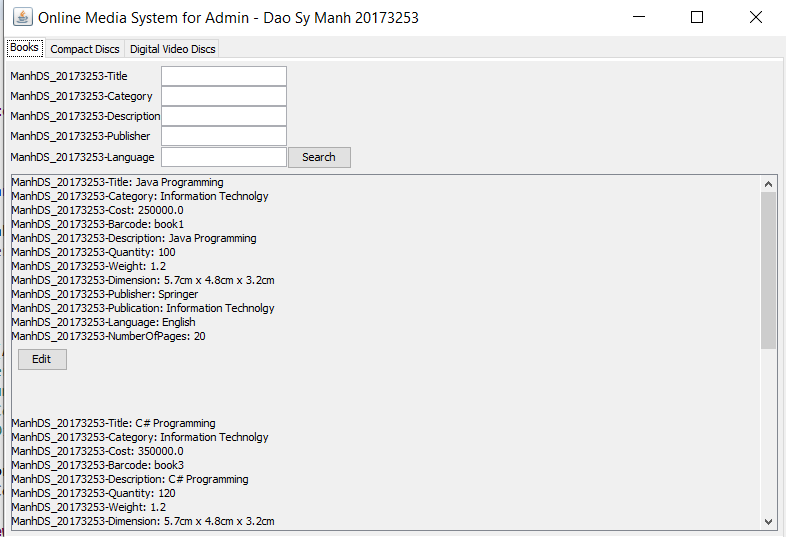 Online Media System for Admin - Dao Sy Manh 20173253
Books Compact Discs Digital Video Discs
ManhDS_20173253-Title
ManhDS_20173253-Category
ManhDS_20173253-Description
ManhDS_20173253-Publisher
ManhDS_20173253-Language Search
ManhDS_20173253-Title: Java Programming
ManhDS_20173253-Category: Information Technolgy
ManhDS_20173253-Cost: 250000.0
ManhDS_20173253-Barcode: book1
ManhDS_20173253-Description: Java Programming
ManhDS_20173253-Quantity: 100
ManhDS_20173253-Weight: 1.2
ManhDS_20173253-Dimension: 5.7cm x 4.8cm x 3.2cm
ManhDS_20173253-Publisher: Springer
ManhDS_20173253-Publication: Information Technolgy
ManhDS_20173253-Language: English
ManhDS_20173253-NumberOfPages: 20
Edit
ManhDS_20173253-Title: C# Programming
ManhDS_20173253-Category: Information Technolgy
ManhDS_20173253-Cost: 350000.0
ManhDS_20173253-Barcode: book3
ManhDS_20173253-Description: C# Programming
ManhDS_20173253-Quantity: 120
ManhDS_20173253-Weight: 1.2
ManhDS_20173253-Dimension: 5.7cm x 4.8cm x 3.2cm